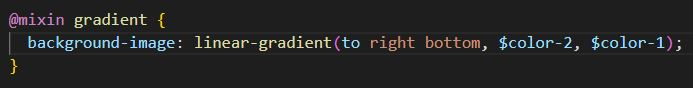 @mixin gradient {
  background-image: linear-gradient(to right bottom, $color-2, $color-1);
}